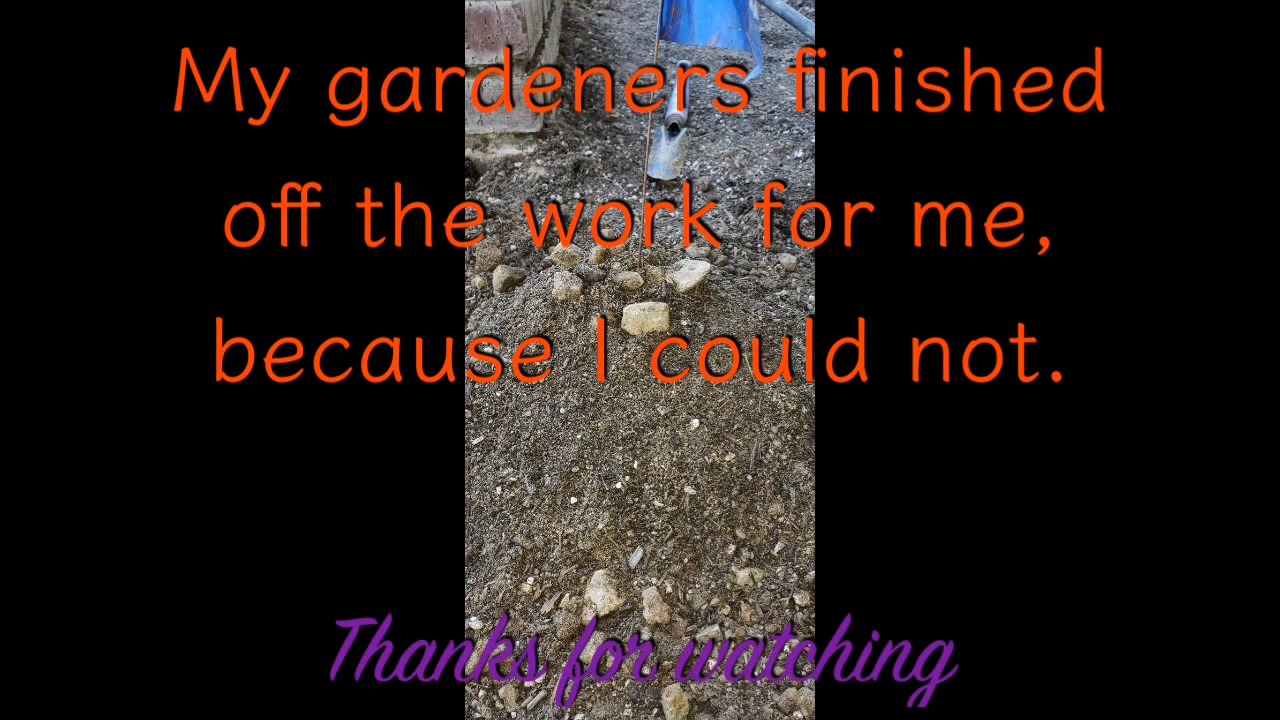 My gardeners finished
off the work for me,
because I could not.
Thanks for watching